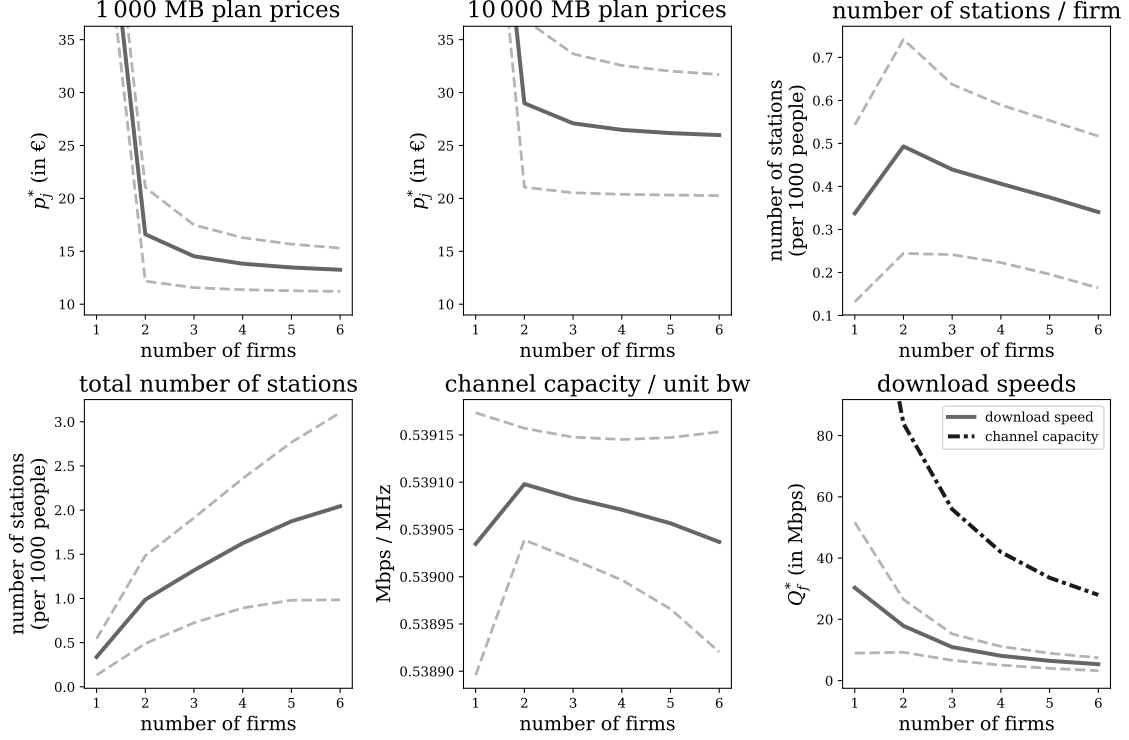 1 000 MB plan prices
35
30
25
20
15
10
p_j^* (in €)
1 2 3 4 5 6
number of firms
10 000 MB plan prices
35
30
25
20
15
10
p_j^* (in €)
1 2 3 4 5 6
number of firms
number of stations / firm
0.7
0.6
0.5
0.4
0.3
0.2
0.1
number of stations
(per 1000 people)
1 2 3 4 5 6
number of firms
total number of stations
3.0
2.5
2.0
1.5
1.0
0.5
0.0
number of stations
(per 1000 people)
1 2 3 4 5 6
number of firms
channel capacity / unit bw
0.53915
0.53910
0.53905
0.53900
0.53895
0.53890
Mbps / MHz
1 2 3 4 5 6
number of firms
download speeds
download speed
channel capacity
80
60
40
20
0
Q_f^* (in Mbps)
1 2 3 4 5 6
number of firms